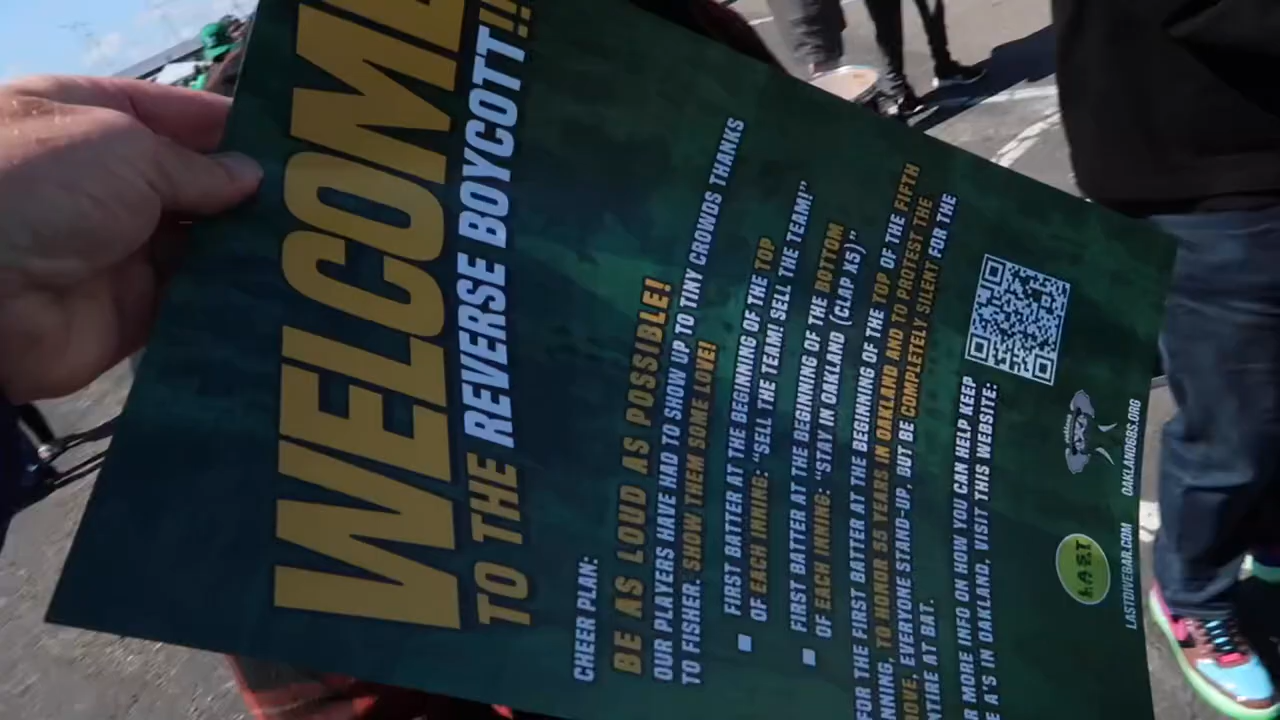 WELCOME
TO THE REVERSE BOYCOTT!!!
CHEER PLAN:
BE AS LOUD AS POSSIBLE!
OUR PLAYERS HAVE HAD TO SHOW UP TO TINY CROWDS THANKS
TO FISHER. SHOW THEM SOME LOVE!
FIRST BATTER AT THE BEGINNING OF THE TOP
OF EACH INNING: “SELL THE TEAM! SELL THE TEAM!”
FIRST BATTER AT THE BEGINNING OF THE BOTTOM
OF EACH INNING: “STAY IN OAKLAND (CLAP X5)”
FOR THE FIRST BATTER AT THE BEGINNING OF THE TOP OF THE FIFTH
NNING, TO HONOR 55 YEARS IN OAKLAND AND TO PROTEST THE
OVE, EVERYONE STAND-UP, BUT BE COMPLETELY SILENT FOR THE
NTIRE AT BAT.
R MORE INFO ON HOW YOU CAN HELP KEEP
E A'S IN OAKLAND, VISIT THIS WEBSITE:
LAST
LASTDIVEBAR.COM OAKLAND68S.ORG